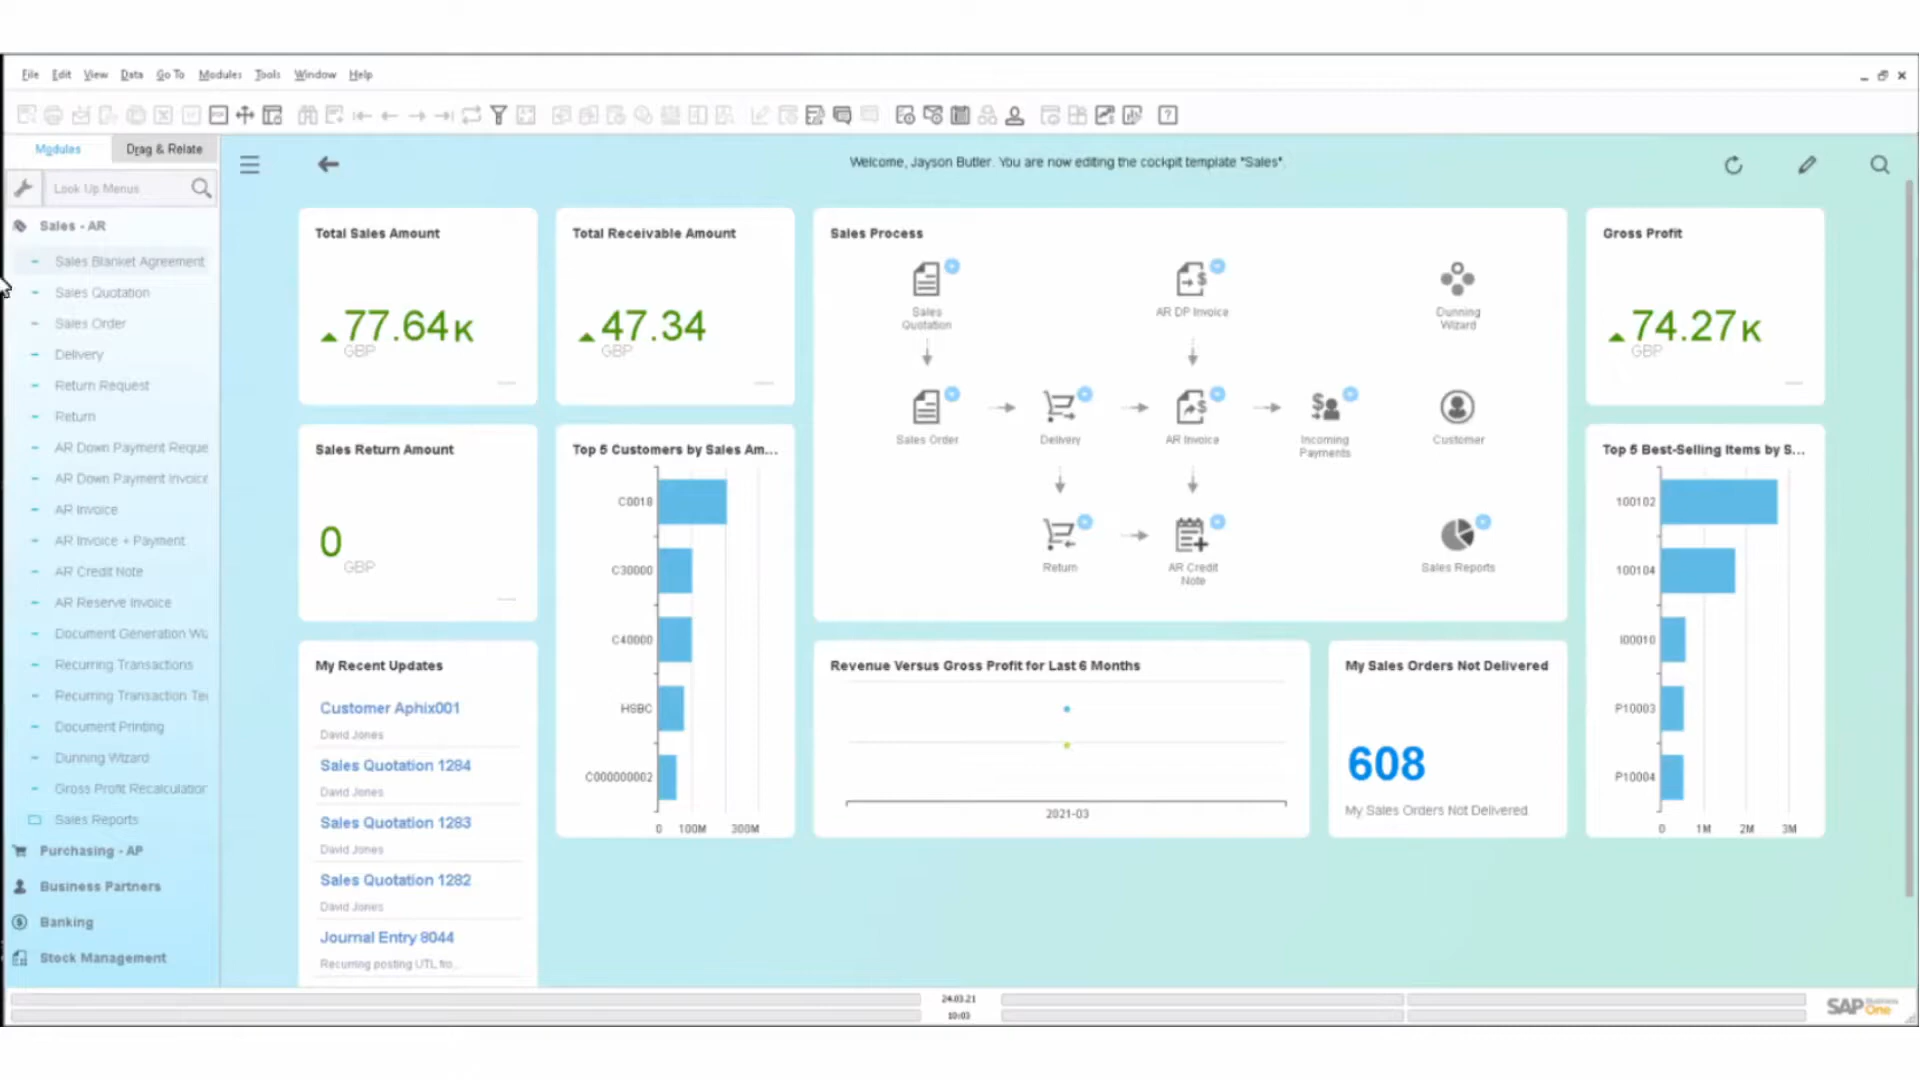 File Edit View Data Go To Modules Tools Window Help
Modules
Drag & Relate
Look Up Menus
Sales - AR
Sales Blanket Agreement
Sales Quotation
Sales Order
Delivery
Return Request
Return
AR Down Payment Reque
AR Down Payment Invoice
AR Invoice
AR Invoice + Payment
AR Credit Note
AR Reserve Invoice
Document Generation Wi
Recurring Transactions
Recurring Transaction Te
Document Printing
Dunning Wizard
Gross Profit Recalculation
Sales Reports
Purchasing - AP
Business Partners
Banking
Stock Management
Welcome, Jayson Butler. You are now editing the cockpit template "Sales".
Total Sales Amount
77.64K
GBP
Total Receivable Amount
47.34
GBP
Sales Return Amount
0
GBP
My Recent Updates
Customer Aphix001
David Jones
Sales Quotation 1284
David Jones
Sales Quotation 1283
David Jones
Sales Quotation 1282
David Jones
Journal Entry 8044
Recurring posting UTL fro...
Top 5 Customers by Sales Am...
C0018
C30000
C40000
HSBC
C000000002
0 100M 300M
Sales Process
Sales
Quotation
AR DP Invoice
Dunning
Wizard
Sales Order
Delivery
AR Invoice
Incoming
Payments
Customer
Return
AR Credit
Note
Sales Reports
Revenue Versus Gross Profit for Last 6 Months
2021-03
My Sales Orders Not Delivered
608
My Sales Orders Not Delivered
Gross Profit
74.27K
GBP
Top 5 Best-Selling Items by S...
100102
100104
I00010
P10003
P10004
0 1M 2M 3M
24.03.21
10:03
SAP Business
One